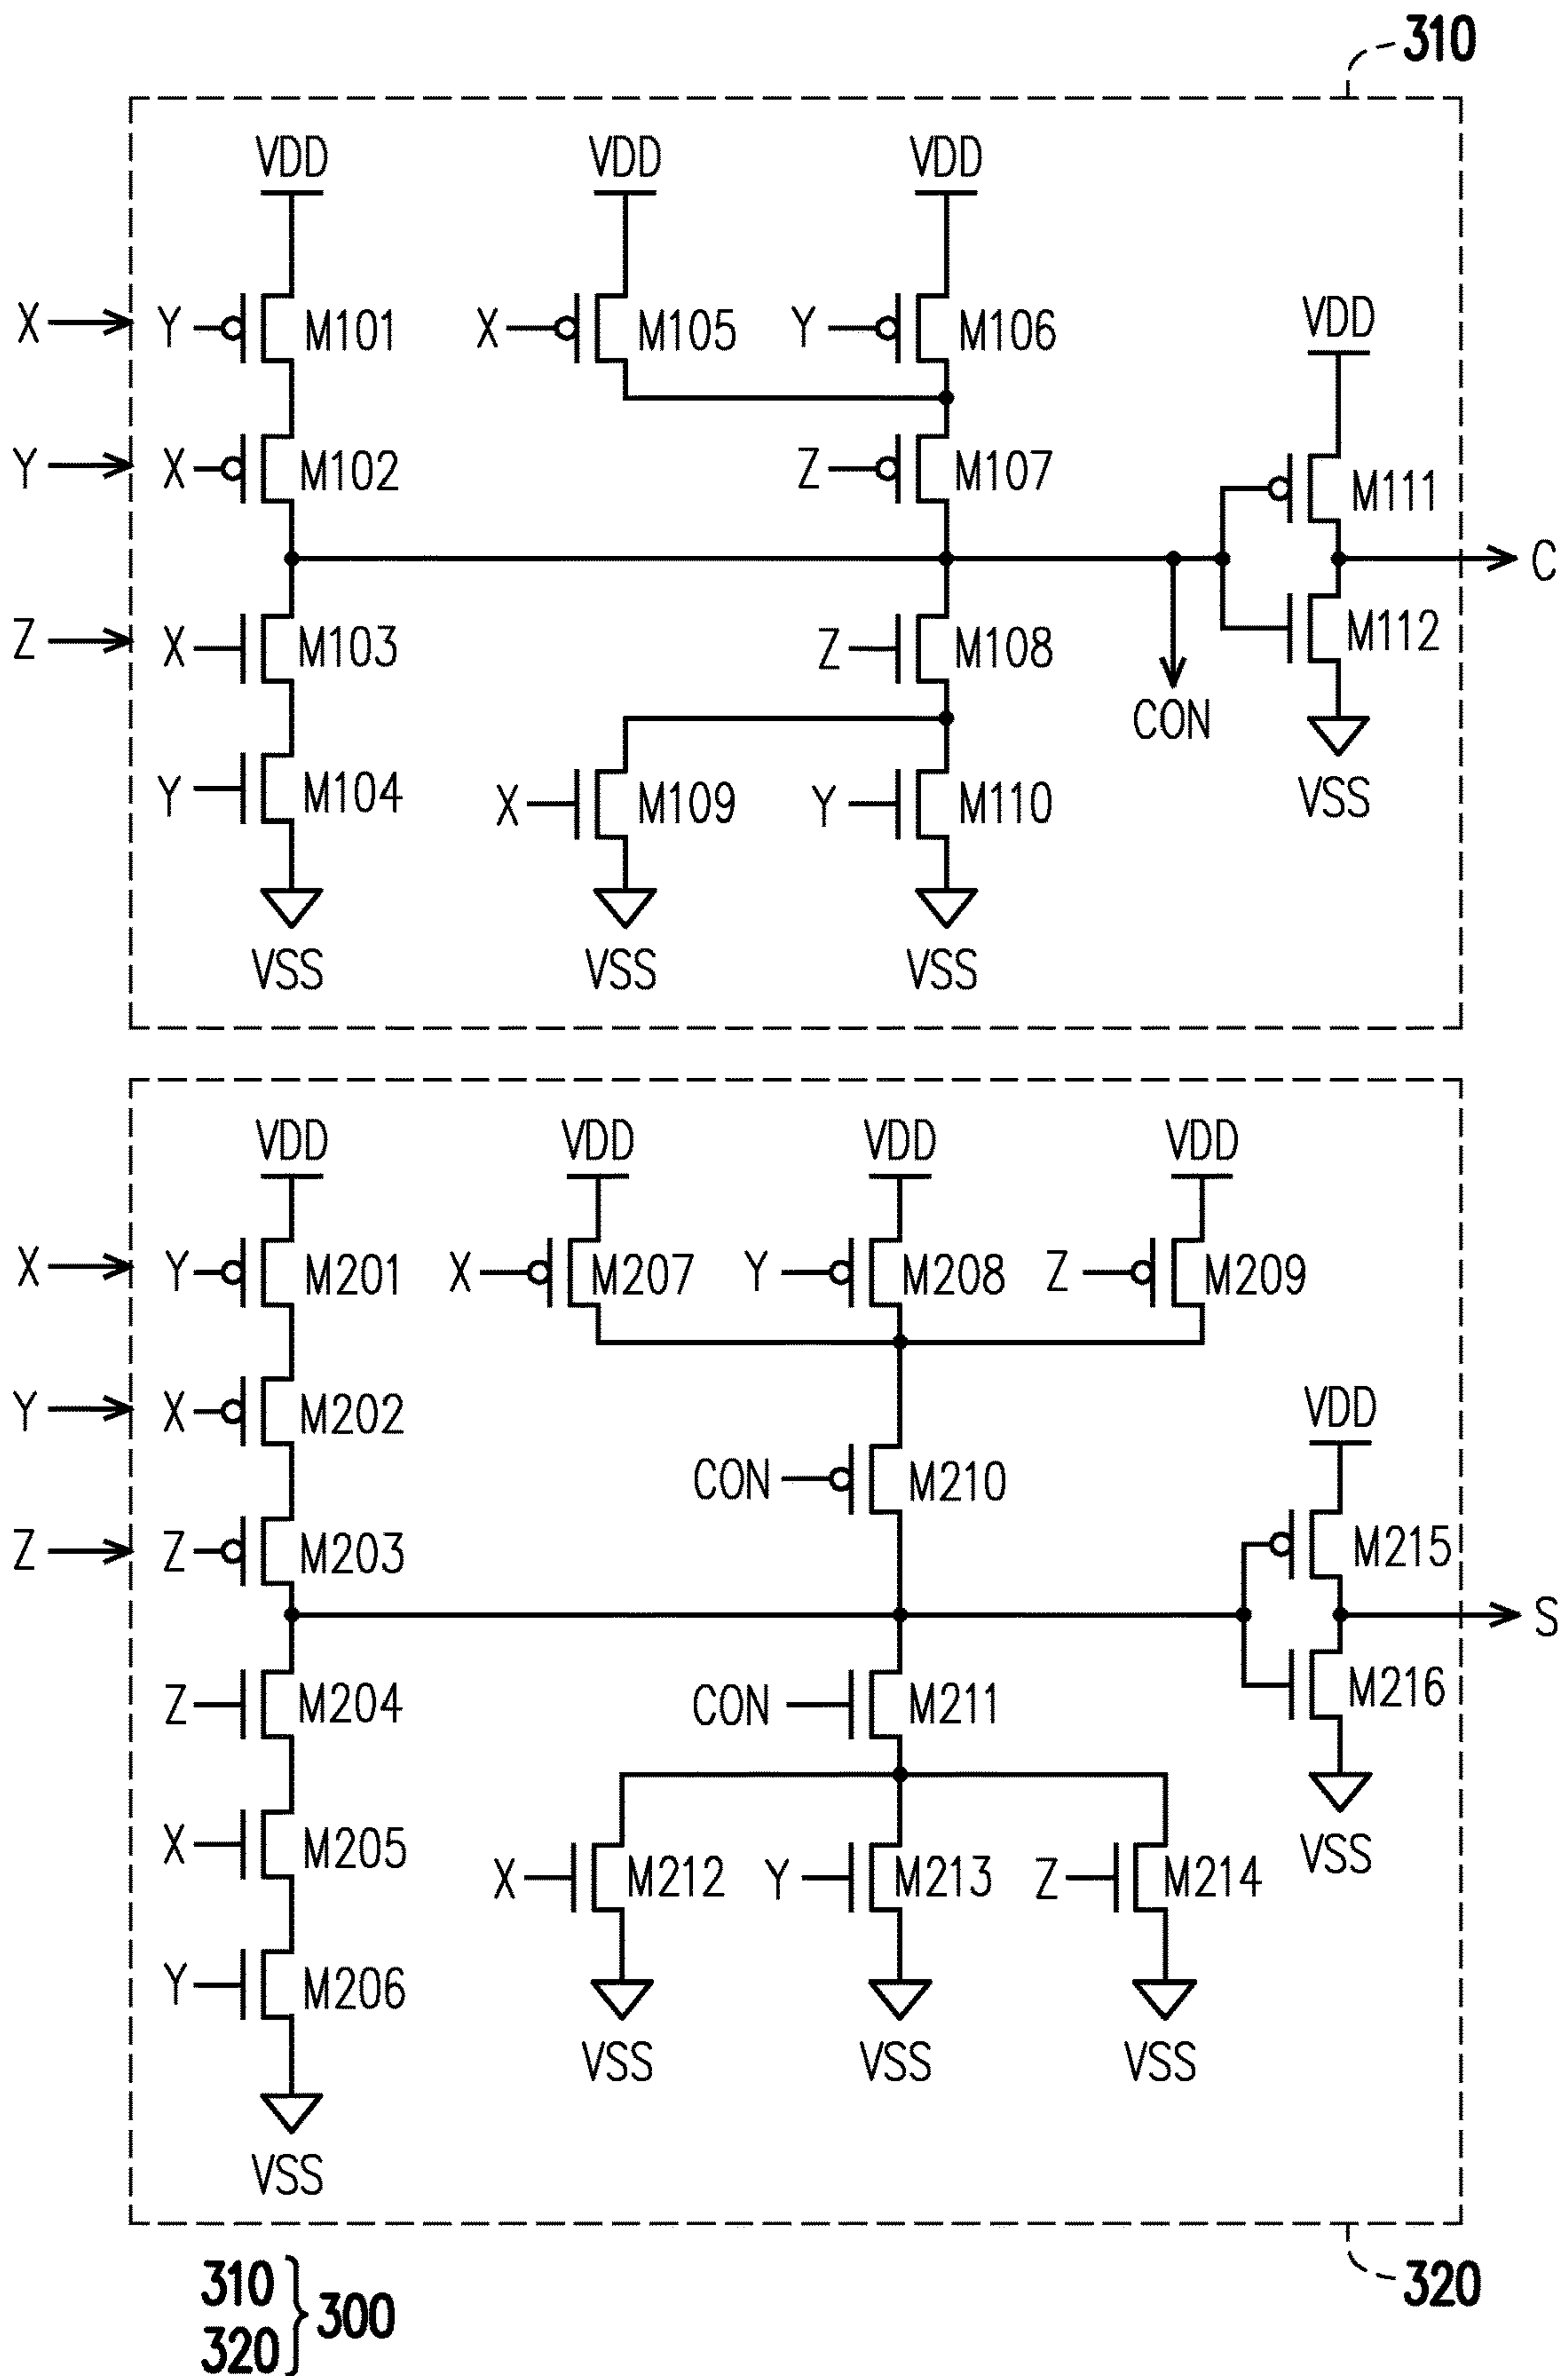 310
VDD VDD VDD
X Y M101 X M105 Y M106 VDD
Y X M102 Z M107 M111
C
Z X M103 Z M108 M112
CON
Y M104 X M109 Y M110 VSS
VSS VSS VSS
VDD VDD VDD VDD
X Y M201 X M207 Y M208 Z M209
Y X M202 VDD
CON M210
Z Z M203 M215
S
Z M204 CON M211 M216
X M205 X M212 Y M213 Z M214 VSS
Y M206
VSS VSS VSS
VSS
310 320
300
320